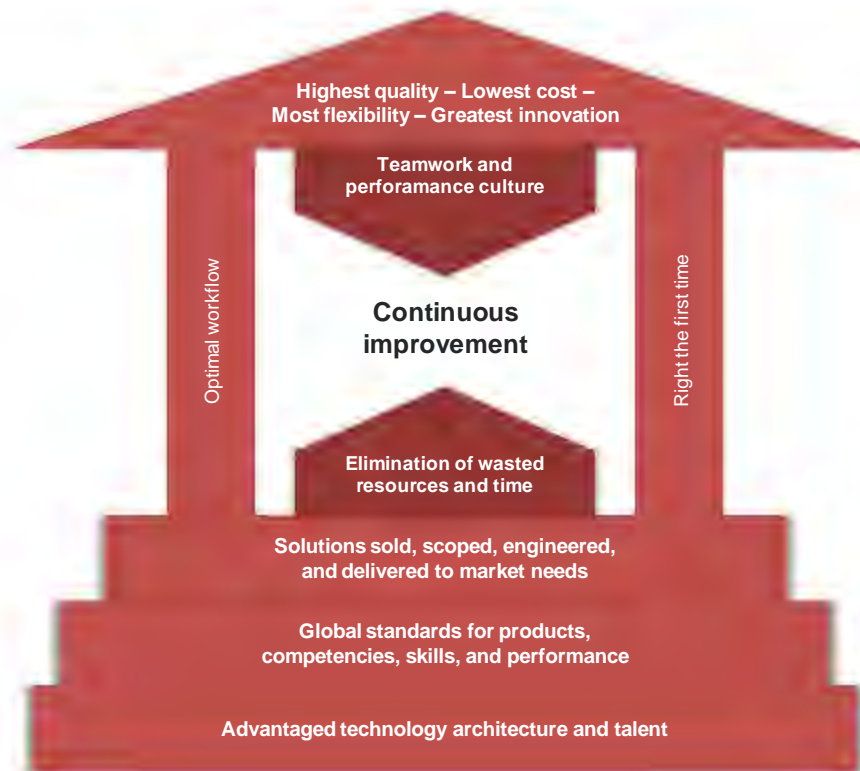 Highest quality – Lowest cost –
Most flexibility – Greatest innovation
Teamwork and
perforamance culture
Optimal workflow
Continuous
improvement
Right the first time
Elimination of wasted
resources and time
Solutions sold, scoped, engineered,
and delivered to market needs
Global standards for products,
competencies, skills, and performance
Advantaged technology architecture and talent